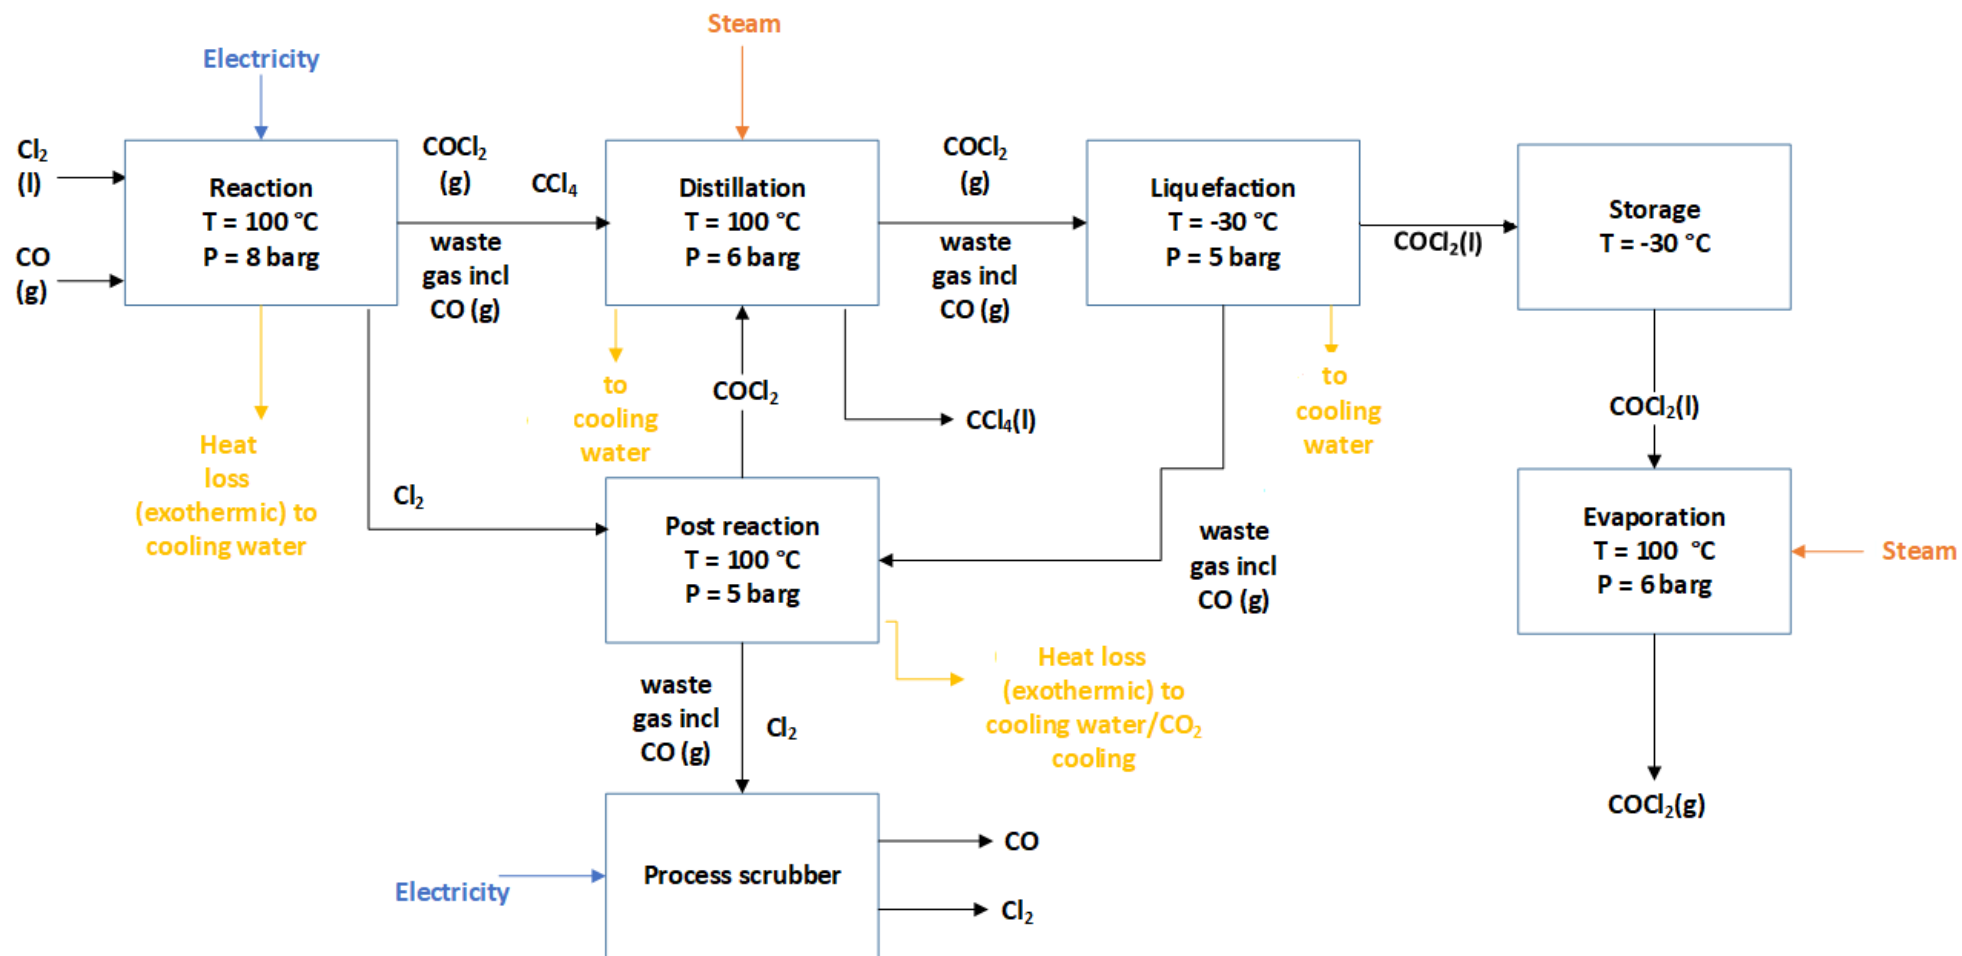 Steam
Electricity
Cl₂
(l)
CO
(g)
Reaction
T = 100 °C
P = 8 barg
COCl₂
(g)
CCl₄
waste
gas incl
CO (g)
Distillation
T = 100 °C
P = 6 barg
COCl₂
(g)
waste
gas incl
CO (g)
Liquefaction
T = -30 °C
P = 5 barg
COCl₂(l)
Storage
T = -30 °C
Heat
loss
(exothermic) to
cooling water
Cl₂
to
cooling
water
COCl₂
CCl₄(l)
to
cooling
water
COCl₂(l)
Post reaction
T = 100 °C
P = 5 barg
waste
gas incl
CO (g)
Evaporation
T = 100 °C
P = 6 barg
Steam
Heat loss
(exothermic) to
cooling water/CO₂
cooling
waste
gas incl
CO (g)
Cl₂
COCl₂(g)
Electricity
Process scrubber
CO
Cl₂